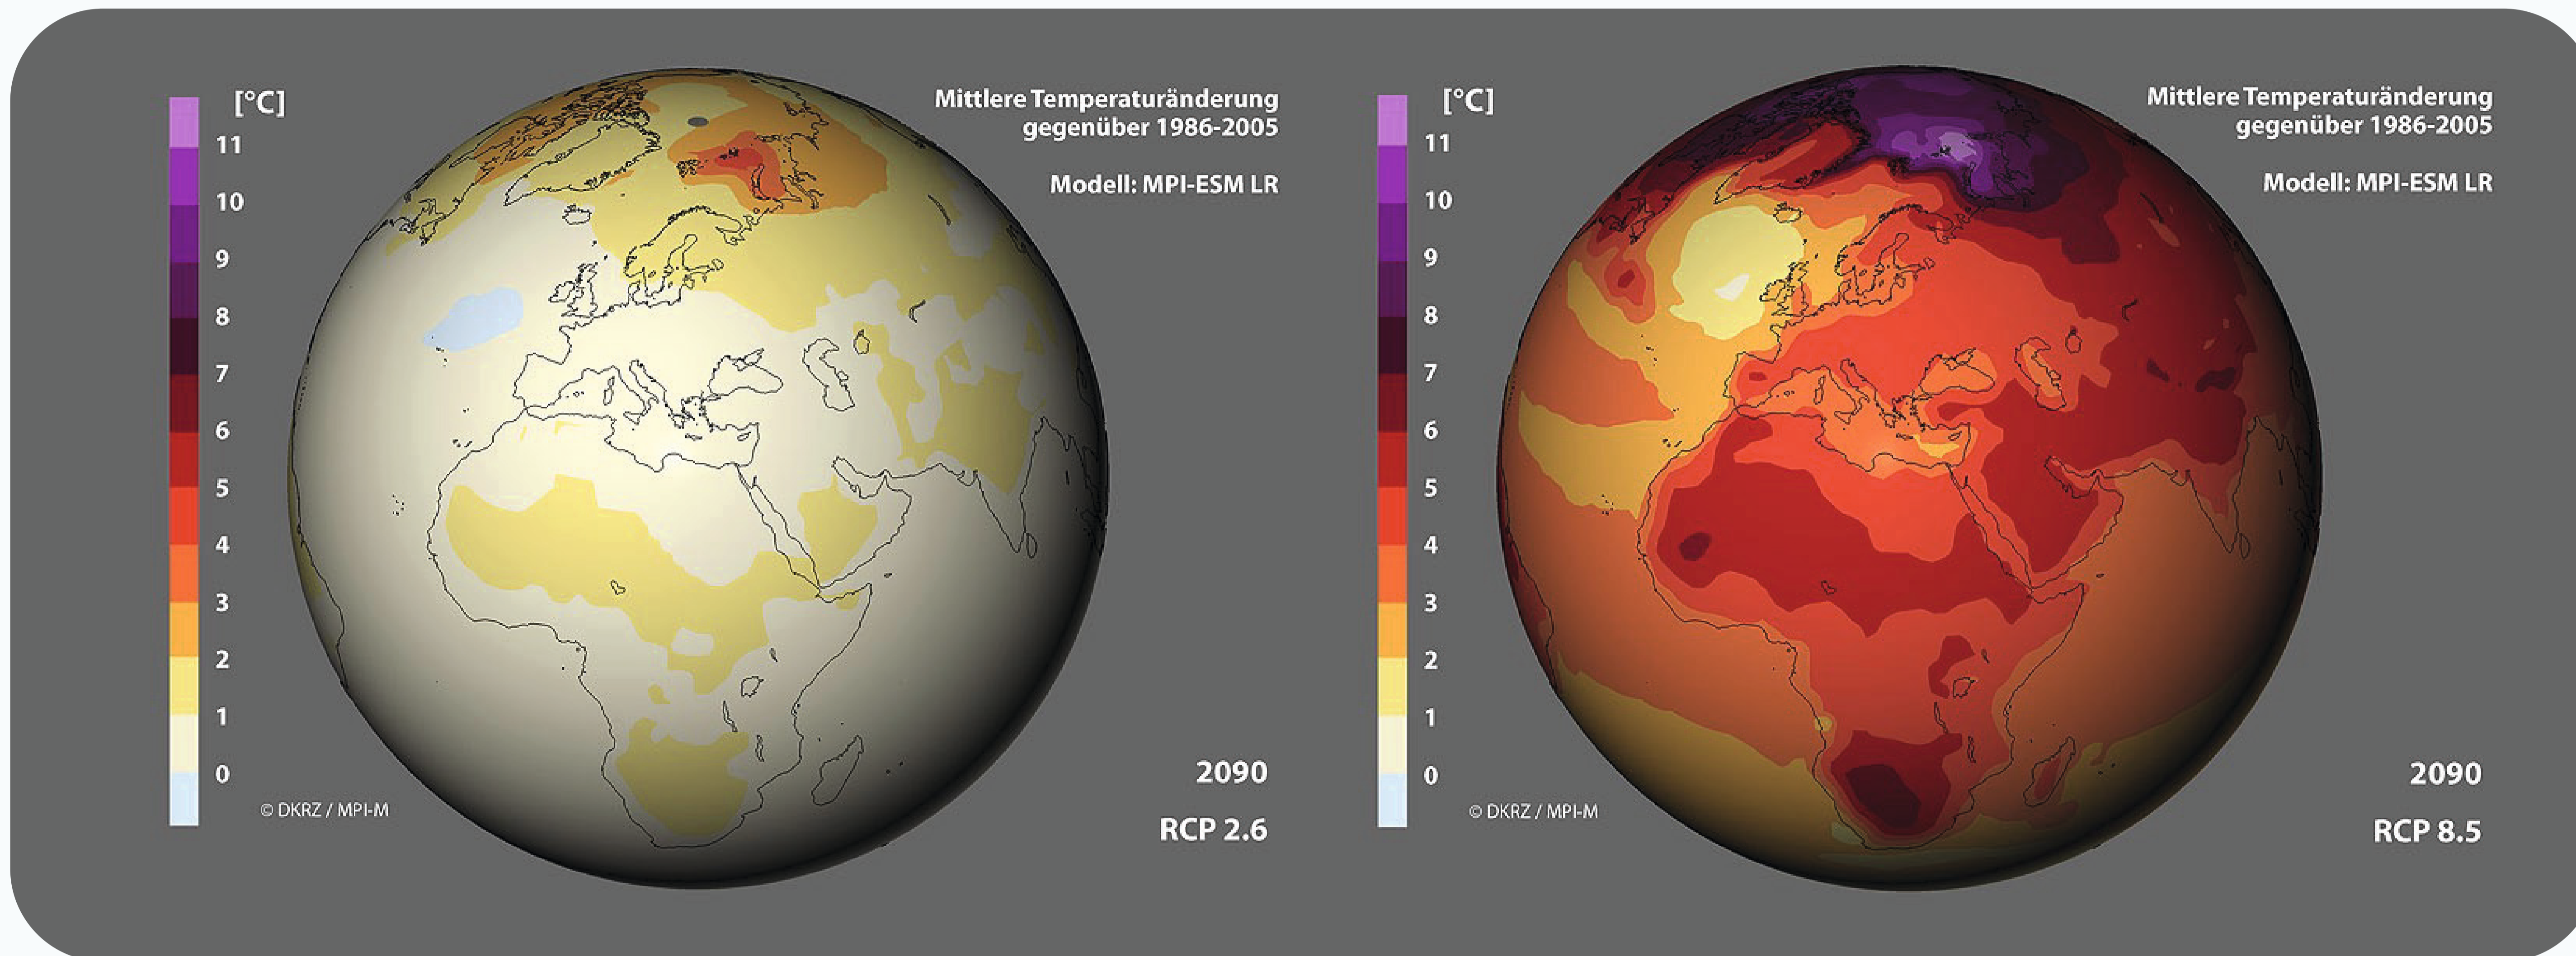 [°C]
11
10
9
8
7
6
5
4
3
2
1
0
Mittlere Temperaturänderung
gegenüber 1986-2005
Modell: MPI-ESM LR
2090
RCP 2.6
© DKRZ / MPI-M
[°C]
11
10
9
8
7
6
5
4
3
2
1
0
Mittlere Temperaturänderung
gegenüber 1986-2005
Modell: MPI-ESM LR
2090
RCP 8.5
© DKRZ / MPI-M